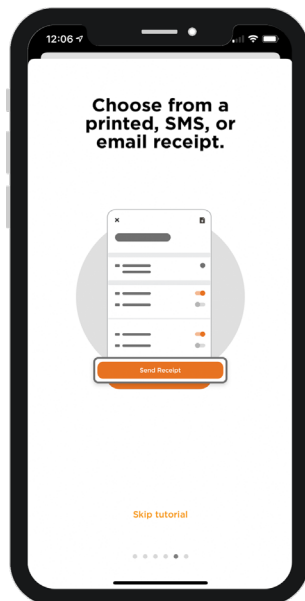 12:06
Choose from a
printed, SMS, or
email receipt.
Send Receipt
Skip tutorial